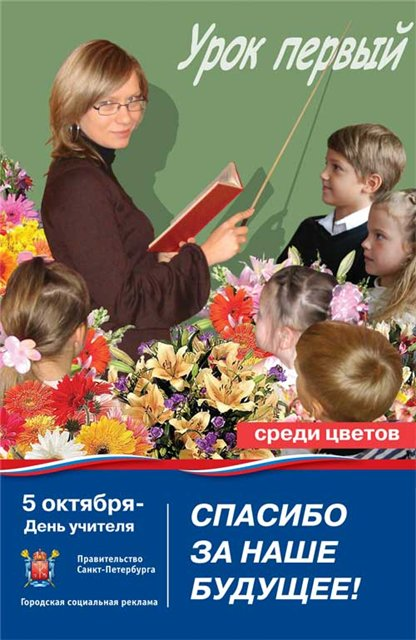 Урок первый
среди цветов
5 октября-
День учителя
Правительство
Санкт-Петербурга
Городская социальная реклама
СПАСИБО
ЗА НАШЕ
БУДУЩЕЕ!